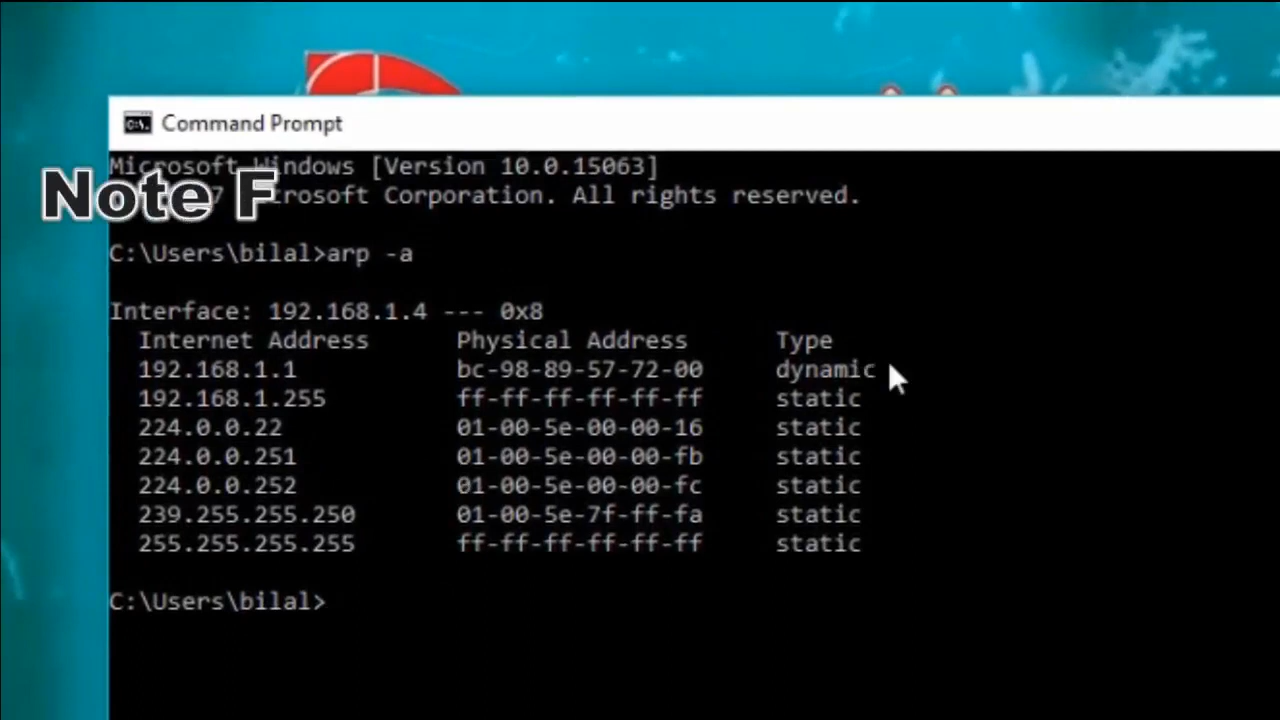 Command Prompt
Microsoft Windows [Version 10.0.15063]
Note F
Corporation. All rights reserved.
C:\Users\bilal>arp -a
Interface: 192.168.1.4 --- 0x8
Internet Address Physical Address Type
192.168.1.1 bc-98-89-57-72-00 dynamic
192.168.1.255 ff-ff-ff-ff-ff-ff static
224.0.0.22 01-00-5e-00-00-16 static
224.0.0.251 01-00-5e-00-00-fb static
224.0.0.252 01-00-5e-00-00-fc static
239.255.255.250 01-00-5e-7f-ff-fa static
255.255.255.255 ff-ff-ff-ff-ff-ff static
C:\Users\bilal>